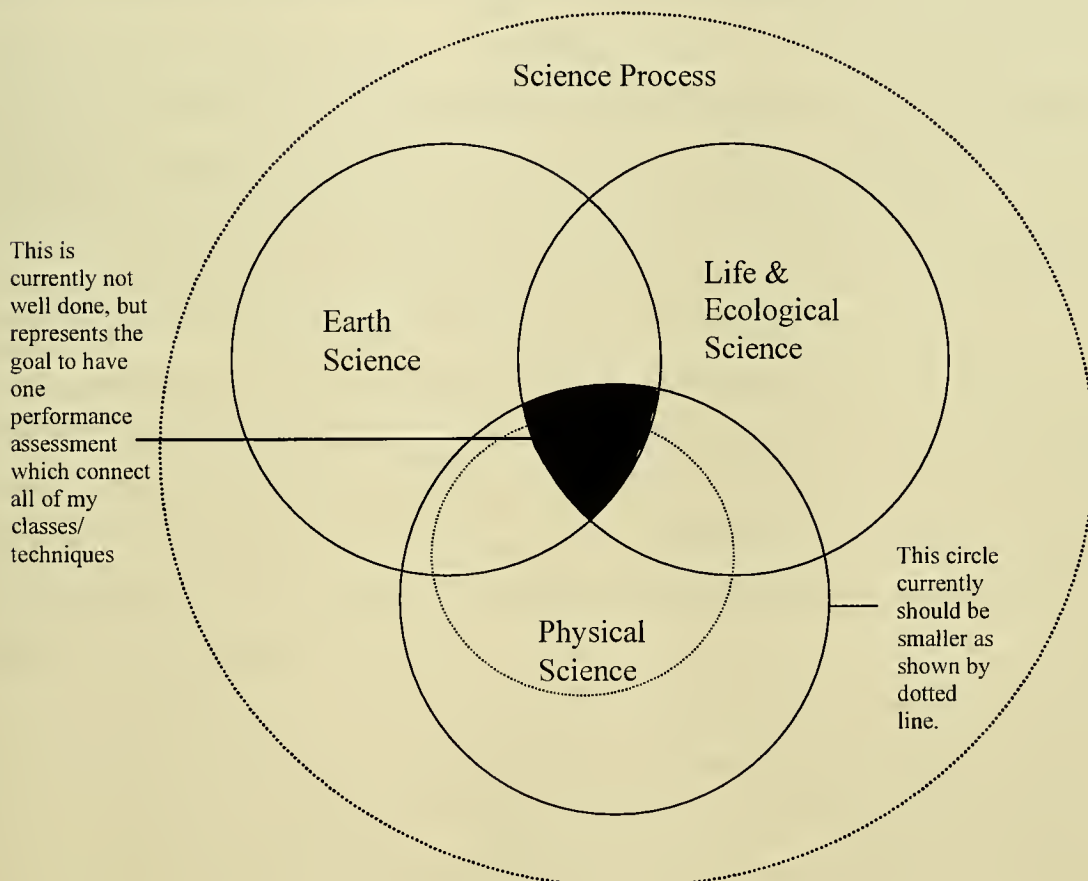 Science Process
This is
currently not
well done, but
represents the
goal to have
one
performance
assessment
which connect
all of my
classes/
techniques
Earth
Science
Life &
Ecological
Science
Physical
Science
This circle
currently
should be
smaller as
shown by
dotted
line.